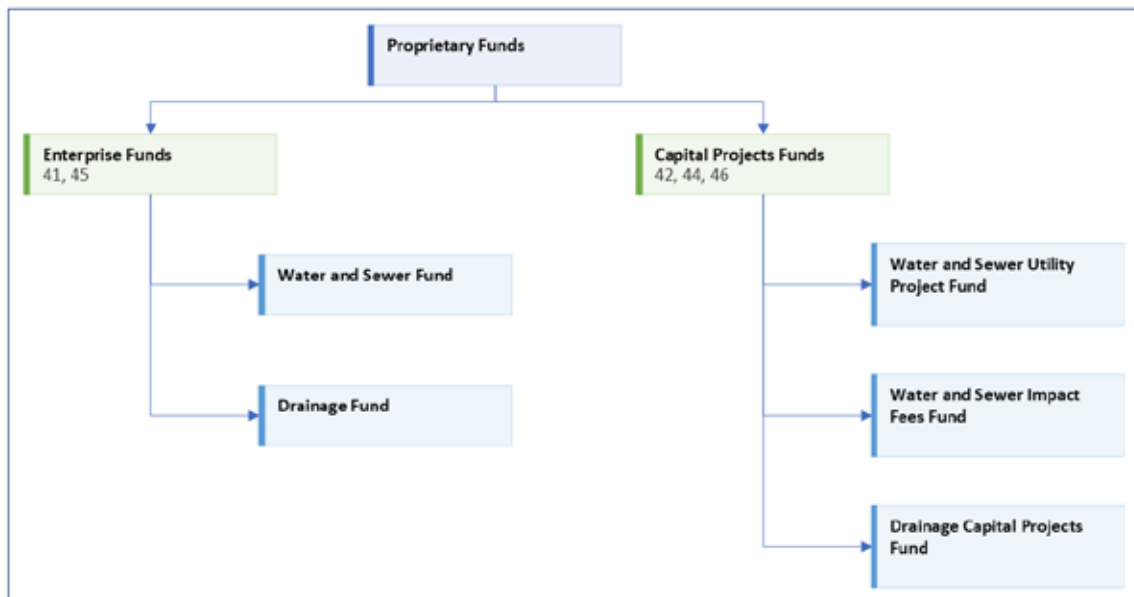 Proprietary Funds
Enterprise Funds
41, 45
Capital Projects Funds
42, 44, 46
Water and Sewer Fund
Water and Sewer Utility
Project Fund
Drainage Fund
Water and Sewer Impact
Fees Fund
Drainage Capital Projects
Fund